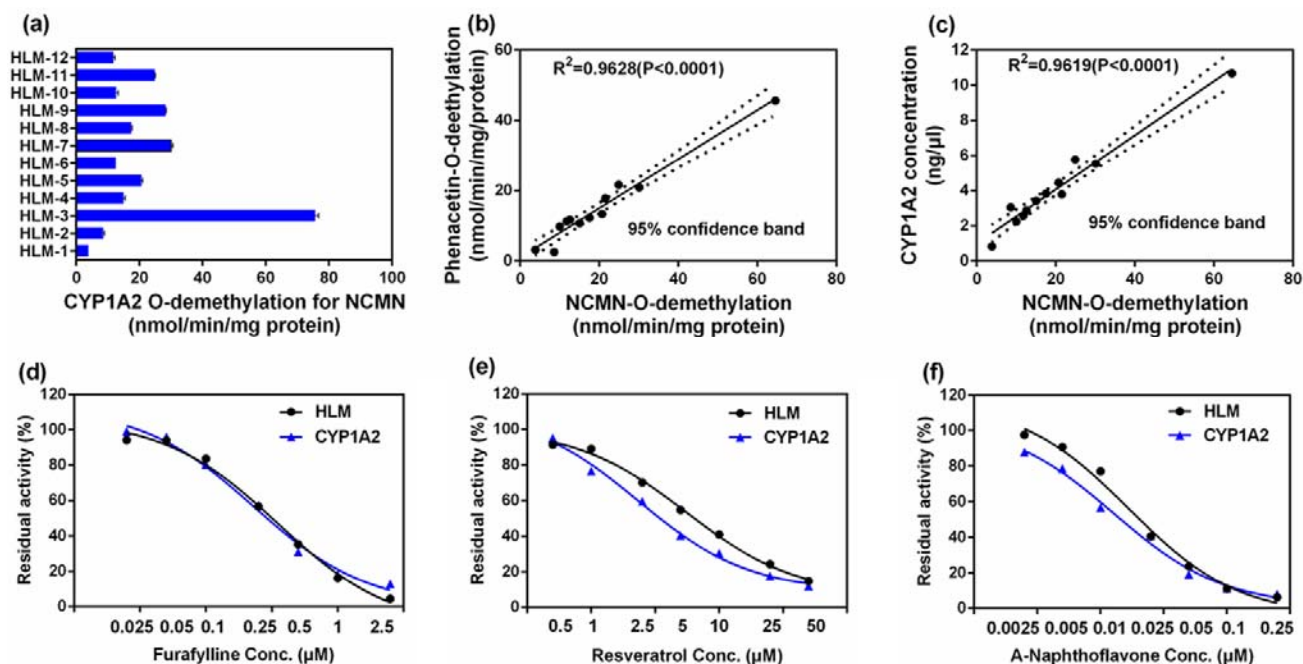 (a)
HLM-12
HLM-11
HLM-10
HLM-9
HLM-8
HLM-7
HLM-6
HLM-5
HLM-4
HLM-3
HLM-2
HLM-1
0 20 40 60 80 100
CYP1A2 O-demethylation for NCMN
(nmol/min/mg protein)
(b)
Phenacetin-O-deethylation
(nmol/min/mg/protein)
60
40
20
0
R²=0.9628(P<0.0001)
95% confidence band
0 20 40 60 80
NCMN-O-demethylation
(nmol/min/mg protein)
(c)
CYP1A2 concentration
(ng/µl)
12
10
8
6
4
2
0
R²=0.9619(P<0.0001)
95% confidence band
0 20 40 60 80
NCMN-O-demethylation
(nmol/min/mg protein)
(d)
Residual activity (%)
120
100
80
60
40
20
0
HLM
CYP1A2
0.025 0.05 0.1 0.25 0.5 1 2.5
Furafylline Conc. (µM)
(e)
Residual activity (%)
120
100
80
60
40
20
0
HLM
CYP1A2
0.5 1 2.5 5 10 25 50
Resveratrol Conc. (µM)
(f)
Residual activity (%)
120
100
80
60
40
20
0
HLM
CYP1A2
0.0025 0.005 0.01 0.025 0.05 0.1 0.25
A-Naphthoflavone Conc. (µM)